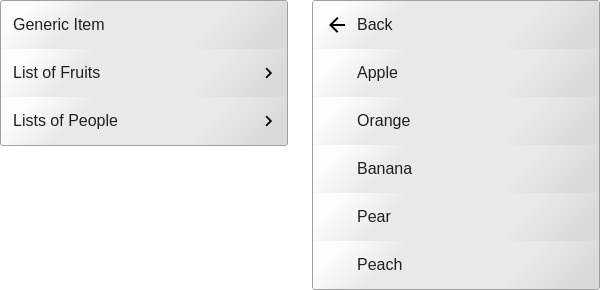 Generic Item
List of Fruits
Lists of People
Back
Apple
Orange
Banana
Pear
Peach